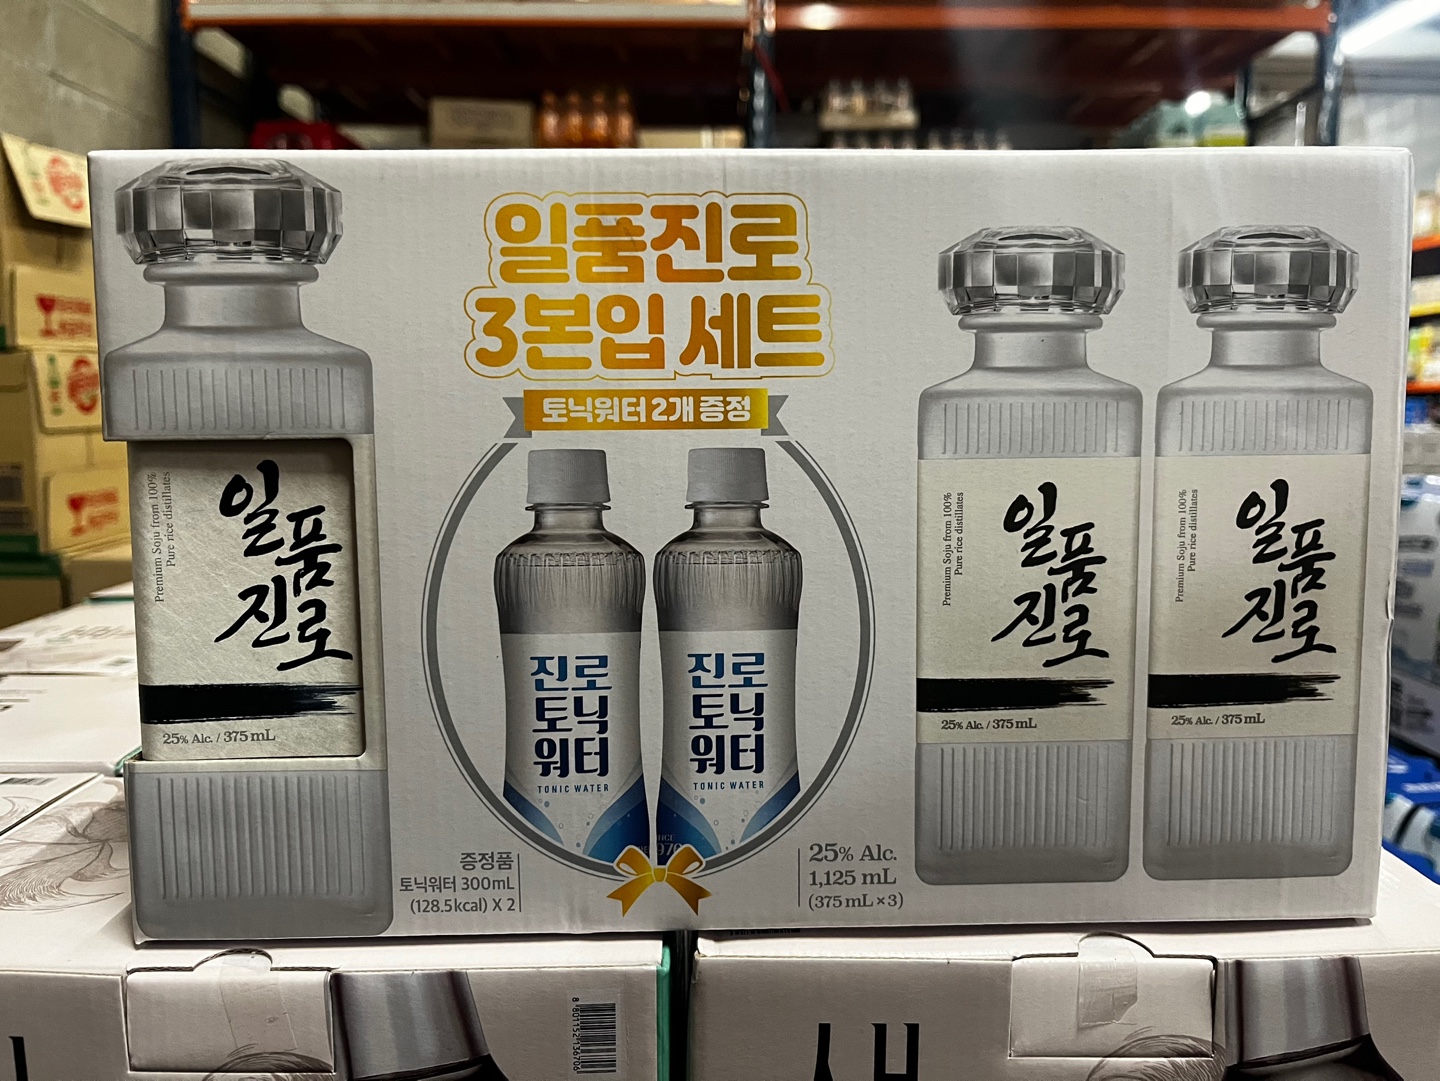 일품진로
3본입 세트
토닉워터 2개 증정
Premium Soju from 100%
Pure rice distillates
일품
진로
25% Alc. / 375 mL
진로
토닉
워터
TONIC WATER
진로
토닉
워터
TONIC WATER
증정품
토닉워터 300mL
(128.5kcal) X 2
25% Alc.
1,125 mL
(375 mL × 3)
Premium Soju from 100%
Pure rice distillates
일품
진로
25% Alc. / 375 mL
Premium Soju from 100%
Pure rice distillates
일품
진로
25% Alc. / 375 mL
8 801152 136706